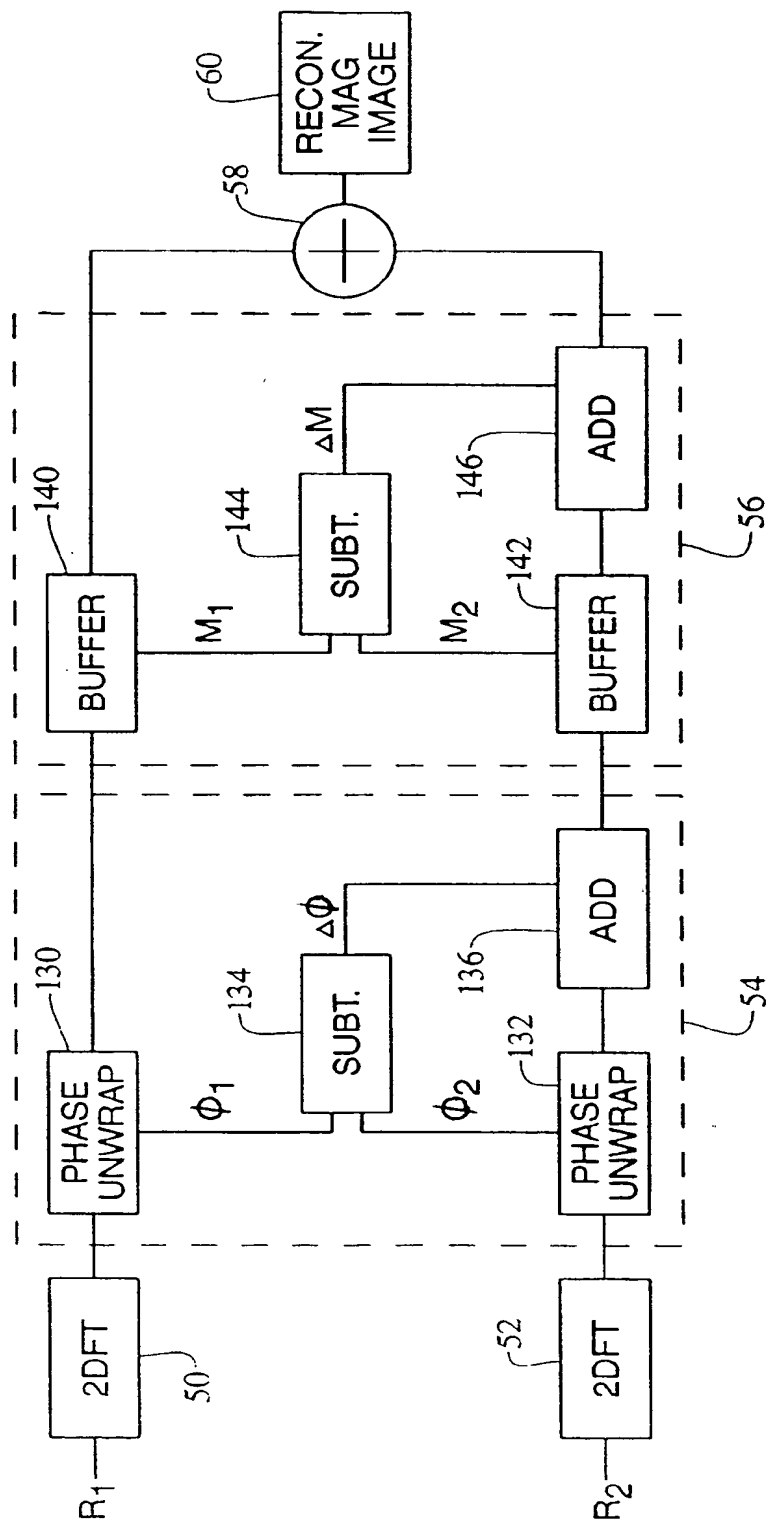 R1
2DFT
50
PHASE
UNWRAP
130
BUFFER
140
ϕ1
SUBT.
134
Δϕ
M1
SUBT.
144
ΔM
58
RECON.
MAG
IMAGE
60
R2
2DFT
52
PHASE
UNWRAP
132
ϕ2
ADD
136
BUFFER
142
M2
ADD
146
54
56